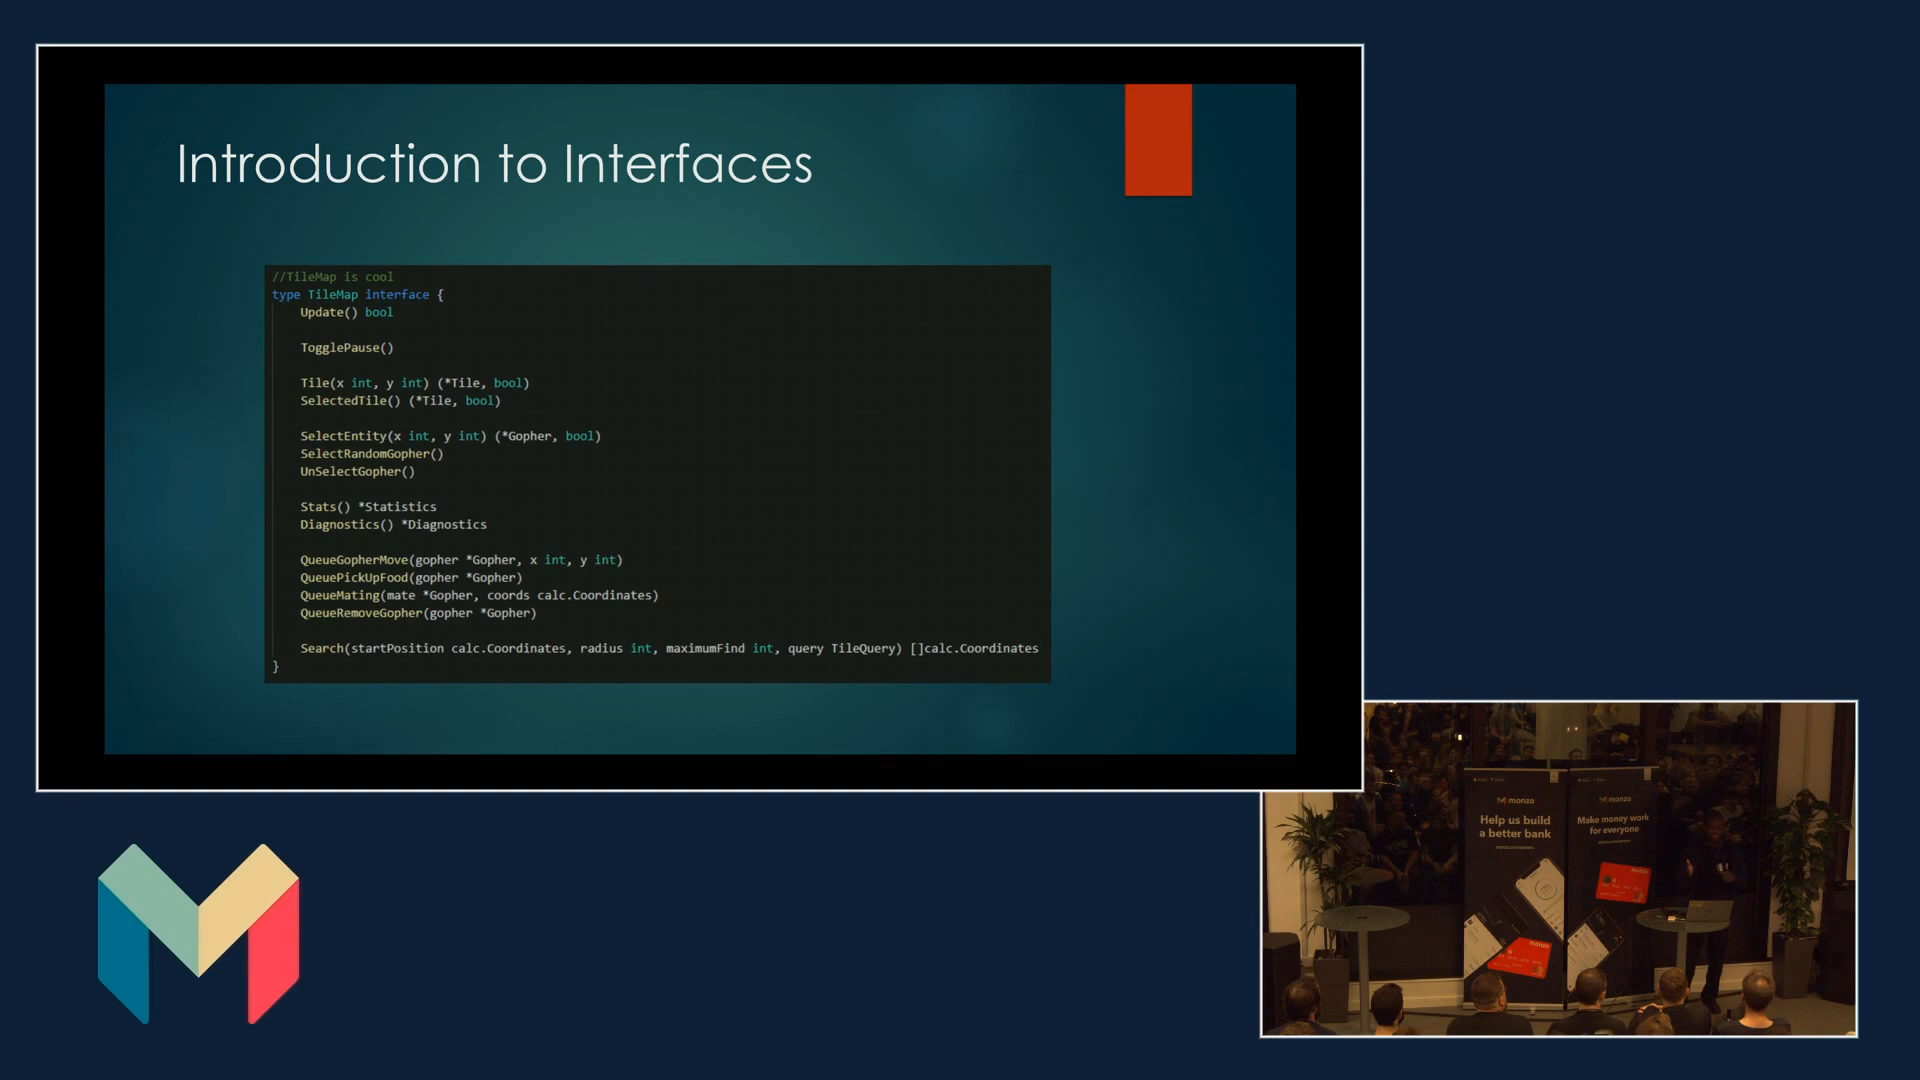 Introduction to Interfaces
//TileMap is cool
type TileMap interface {
Update() bool
TogglePause()
Tile(x int, y int) (*Tile, bool)
SelectedTile() (*Tile, bool)
SelectEntity(x int, y int) (*Gopher, bool)
SelectRandomGopher()
UnSelectGopher()
Stats() *Statistics
Diagnostics() *Diagnostics
QueueGopherMove(gopher *Gopher, x int, y int)
QueuePickUpFood(gopher *Gopher)
QueueMating(mate *Gopher, coords calc.Coordinates)
QueueRemoveGopher(gopher *Gopher)
Search(startPosition calc.Coordinates, radius int, maximumFind int, query TileQuery) []calc.Coordinates
}
monzo
Help us build
a better bank
monzo
Make money work
for everyone
monzo
monzo